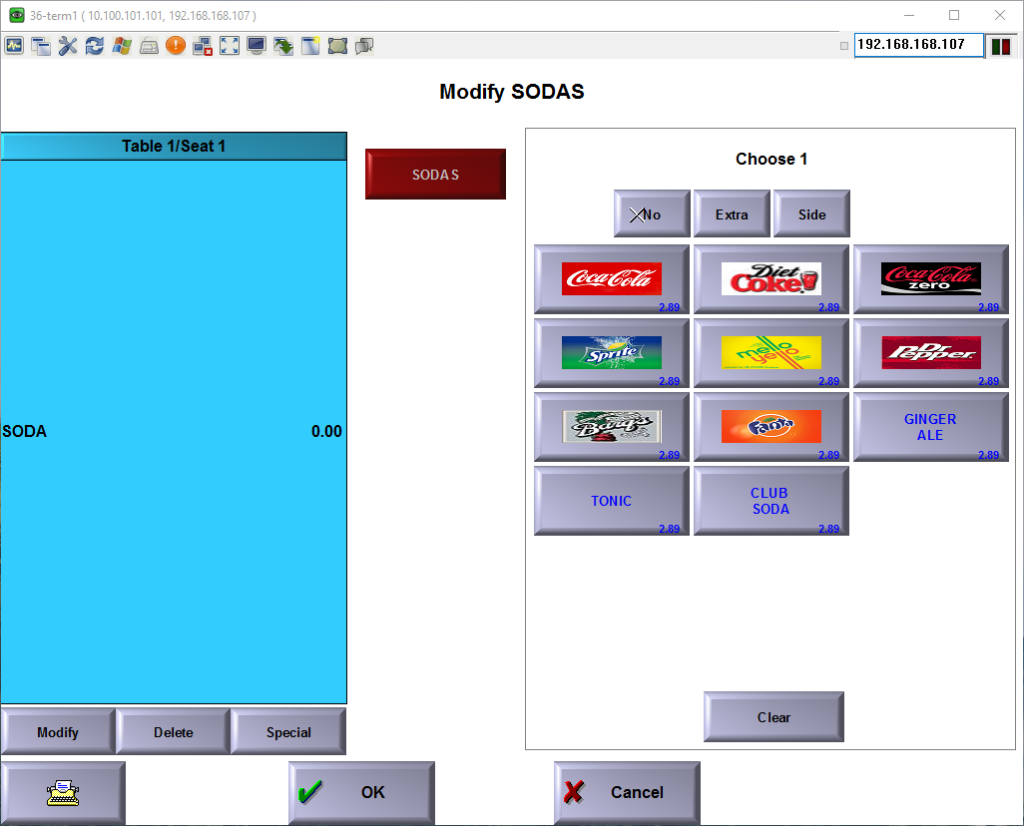 36-term1 ( 10.100.101.101, 192.168.168.107 )
192.168.168.107
Modify SODAS
Table 1/Seat 1
SODAS
Choose 1
No
Extra
Side
Coca-Cola
2.89
Diet
Coke
2.89
Coca-Cola
zero
2.89
Sprite
2.89
mello
yello
2.89
Dr
Pepper
2.89
SODA 0.00
Barq's
2.89
Fanta
2.89
GINGER
ALE
2.89
TONIC
2.89
CLUB
SODA
2.89
Clear
Modify
Delete
Special
OK
Cancel